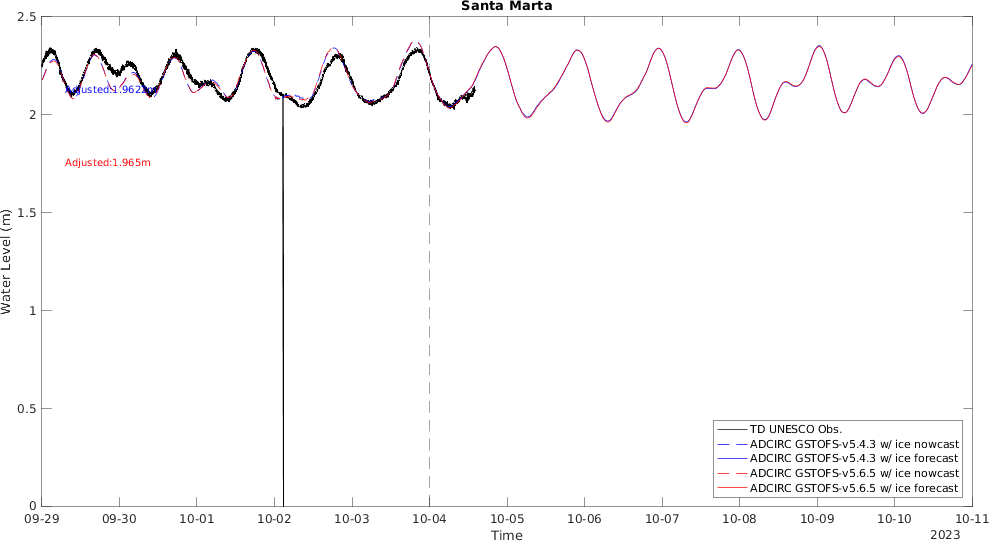 Santa Marta
2.5
2
1.5
1
0.5
0
Water Level (m)
Adjusted:1.9622m
Adjusted:1.965m
TD UNESCO Obs.
ADCIRC GSTOFS-v5.4.3 w/ ice nowcast
ADCIRC GSTOFS-v5.4.3 w/ ice forecast
ADCIRC GSTOFS-v5.6.5 w/ ice nowcast
ADCIRC GSTOFS-v5.6.5 w/ ice forecast
09-29 09-30 10-01 10-02 10-03 10-04 10-05 10-06 10-07 10-08 10-09 10-10 10-11
Time
2023